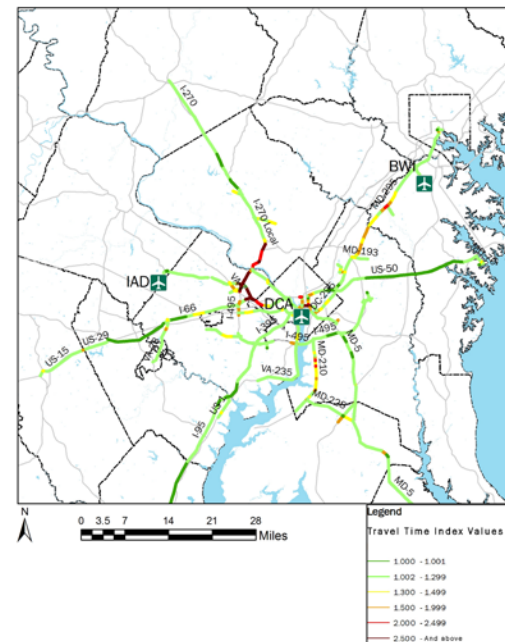 I-270
BWI
MD-295
I-270 Local
MD-193
US-50
IAD
DCA
I-495
I-66
I-395
I-495
I-495
MD-5
US-29
US-15
MD-210
VA-235
MD-228
US-1
I-95
MD-5
N
0 3.5 7 14 21 28
Miles
Legend
Travel Time Index Values
1.000 - 1.001
1.002 - 1.299
1.300 - 1.499
1.500 - 1.999
2.000 - 2.499
2.500 - And above